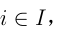 i ∈ I，